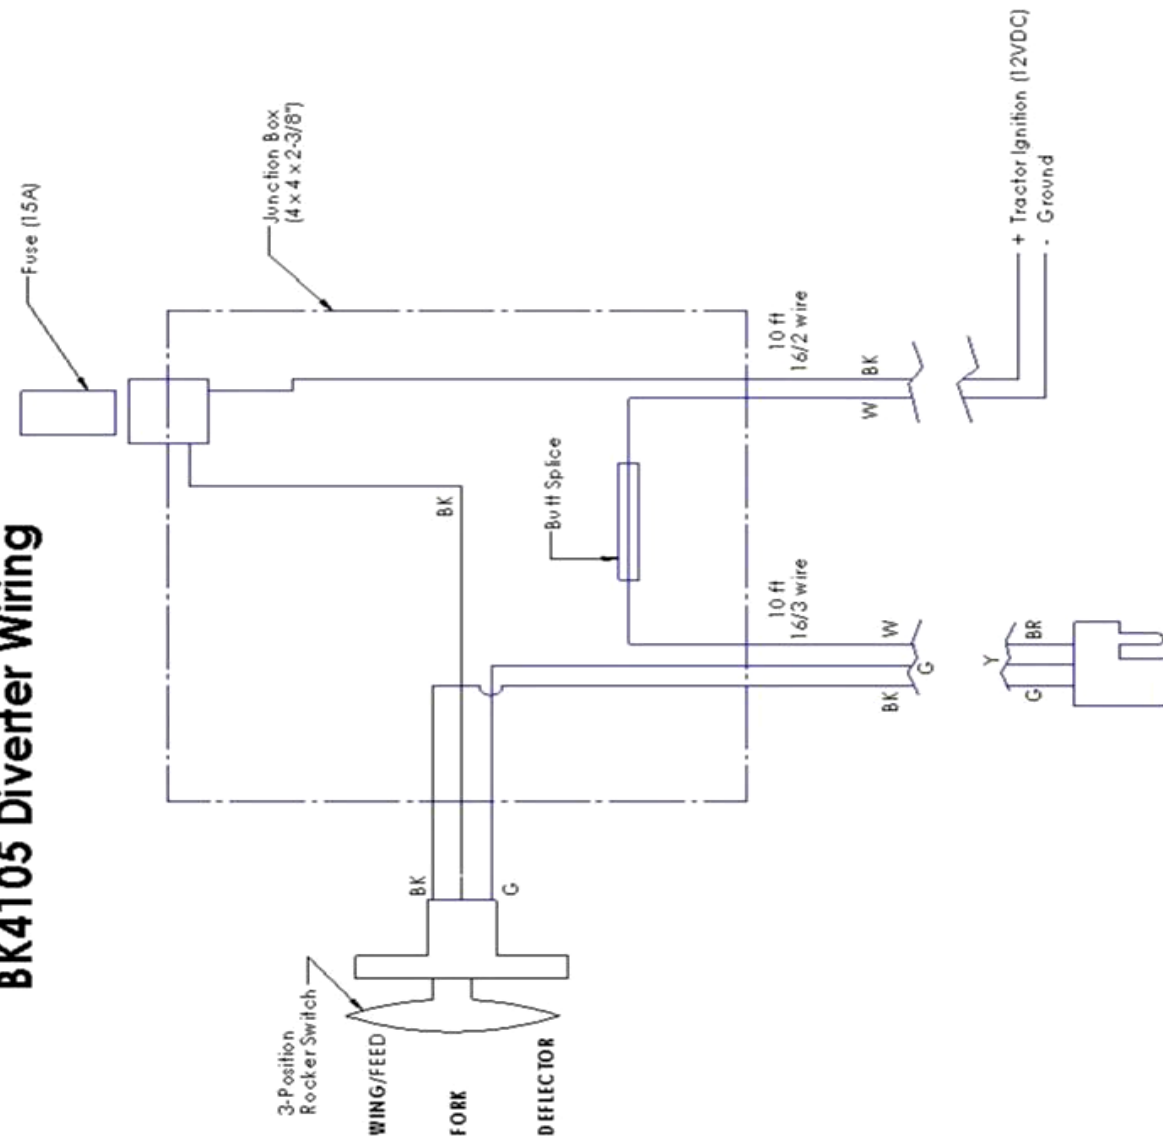 BK4105 Diverter Wiring
Fuse (15A)
Junction Box
(4 x 4 x 2-3/8")
3-Position
Rocker Switch
WING/FEED
FORK
DEFLECTOR
BK
G
BK
Butt Splice
10 ft
16/2 wire
W
BK
+ Tractor Ignition (12VDC)
- Ground
10 ft
16/3 wire
BK
G
W
G
Y
BR